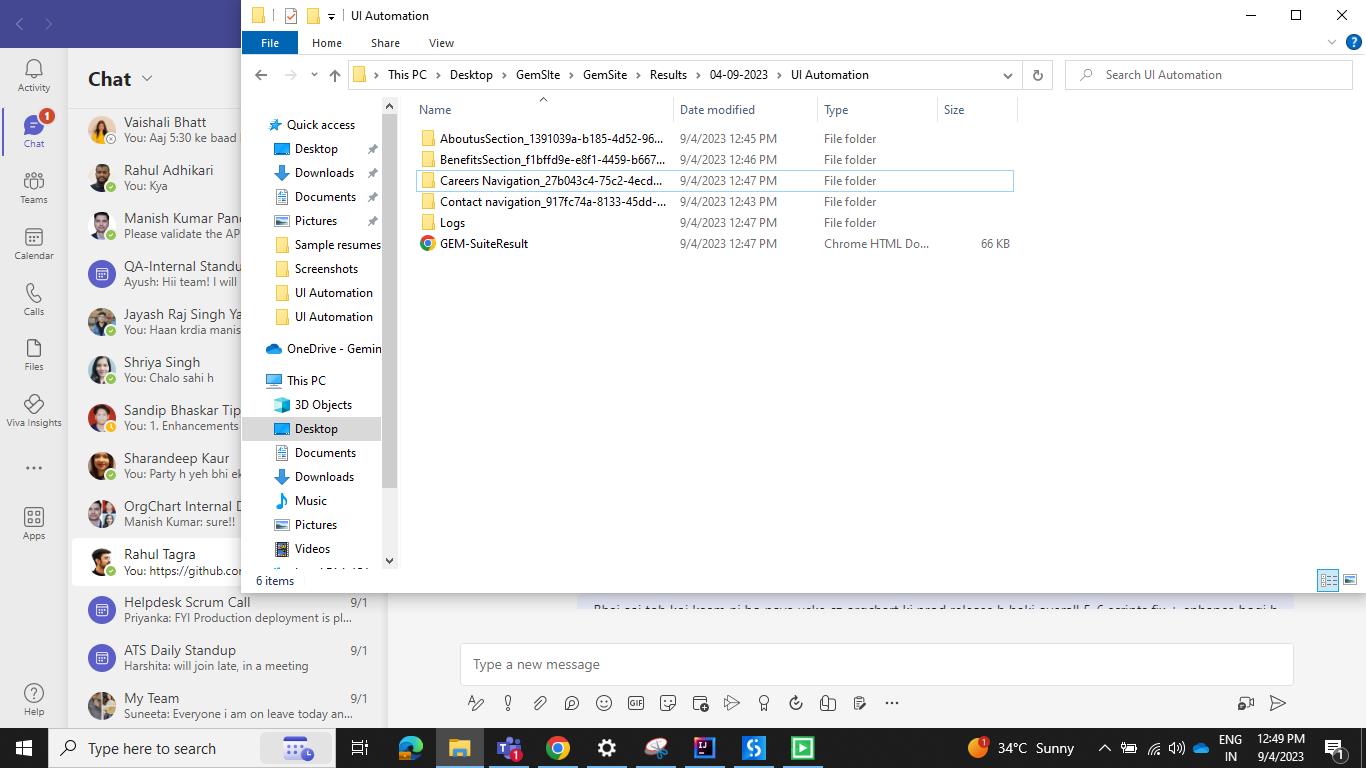 UI Automation
File
Home
Share
View
This PC
Desktop
GemSIte
GemSite
Results
04-09-2023
UI Automation
Search UI Automation
Activity
Chat
1
Teams
Calendar
Calls
Files
Viva Insights
Apps
Help
Chat
Vaishali Bhatt
You: Aaj 5:30 ke baad
Rahul Adhikari
You: Kya
Manish Kumar Pan
Please validate the AP
QA-Internal Standu
Ayush: Hii team! I will
Jayash Raj Singh Ya
You: Haan krdia manis
Shriya Singh
You: Chalo sahi h
Sandip Bhaskar Tip
You: 1. Enhancements
Sharandeep Kaur
You: Party h yeh bhi ek
OrgChart Internal D
Manish Kumar: sure!!
Rahul Tagra
You: https://github.co
Helpdesk Scrum Call 9/1
Priyanka: FYI Production deployment is pl...
ATS Daily Standup 9/1
Harshita: will join late, in a meeting
My Team 9/1
Suneeta: Everyone i am on leave today an...
Quick access
Desktop
Downloads
Documents
Pictures
Sample resumes
Screenshots
UI Automation
UI Automation
OneDrive - Gemin
This PC
3D Objects
Desktop
Documents
Downloads
Music
Pictures
Videos
6 items
Name Date modified Type Size
AboutusSection_1391039a-b185-4d52-96... 9/4/2023 12:45 PM File folder
BenefitsSection_f1bffd9e-e8f1-4459-b667... 9/4/2023 12:46 PM File folder
Careers Navigation_27b043c4-75c2-4ecd... 9/4/2023 12:47 PM File folder
Contact navigation_917fc74a-8133-45dd-... 9/4/2023 12:43 PM File folder
Logs 9/4/2023 12:47 PM File folder
GEM-SuiteResult 9/4/2023 12:47 PM Chrome HTML Do... 66 KB
Type a new message
GIF
Type here to search
1
1
34°C Sunny
ENG
IN
12:49 PM
9/4/2023
1